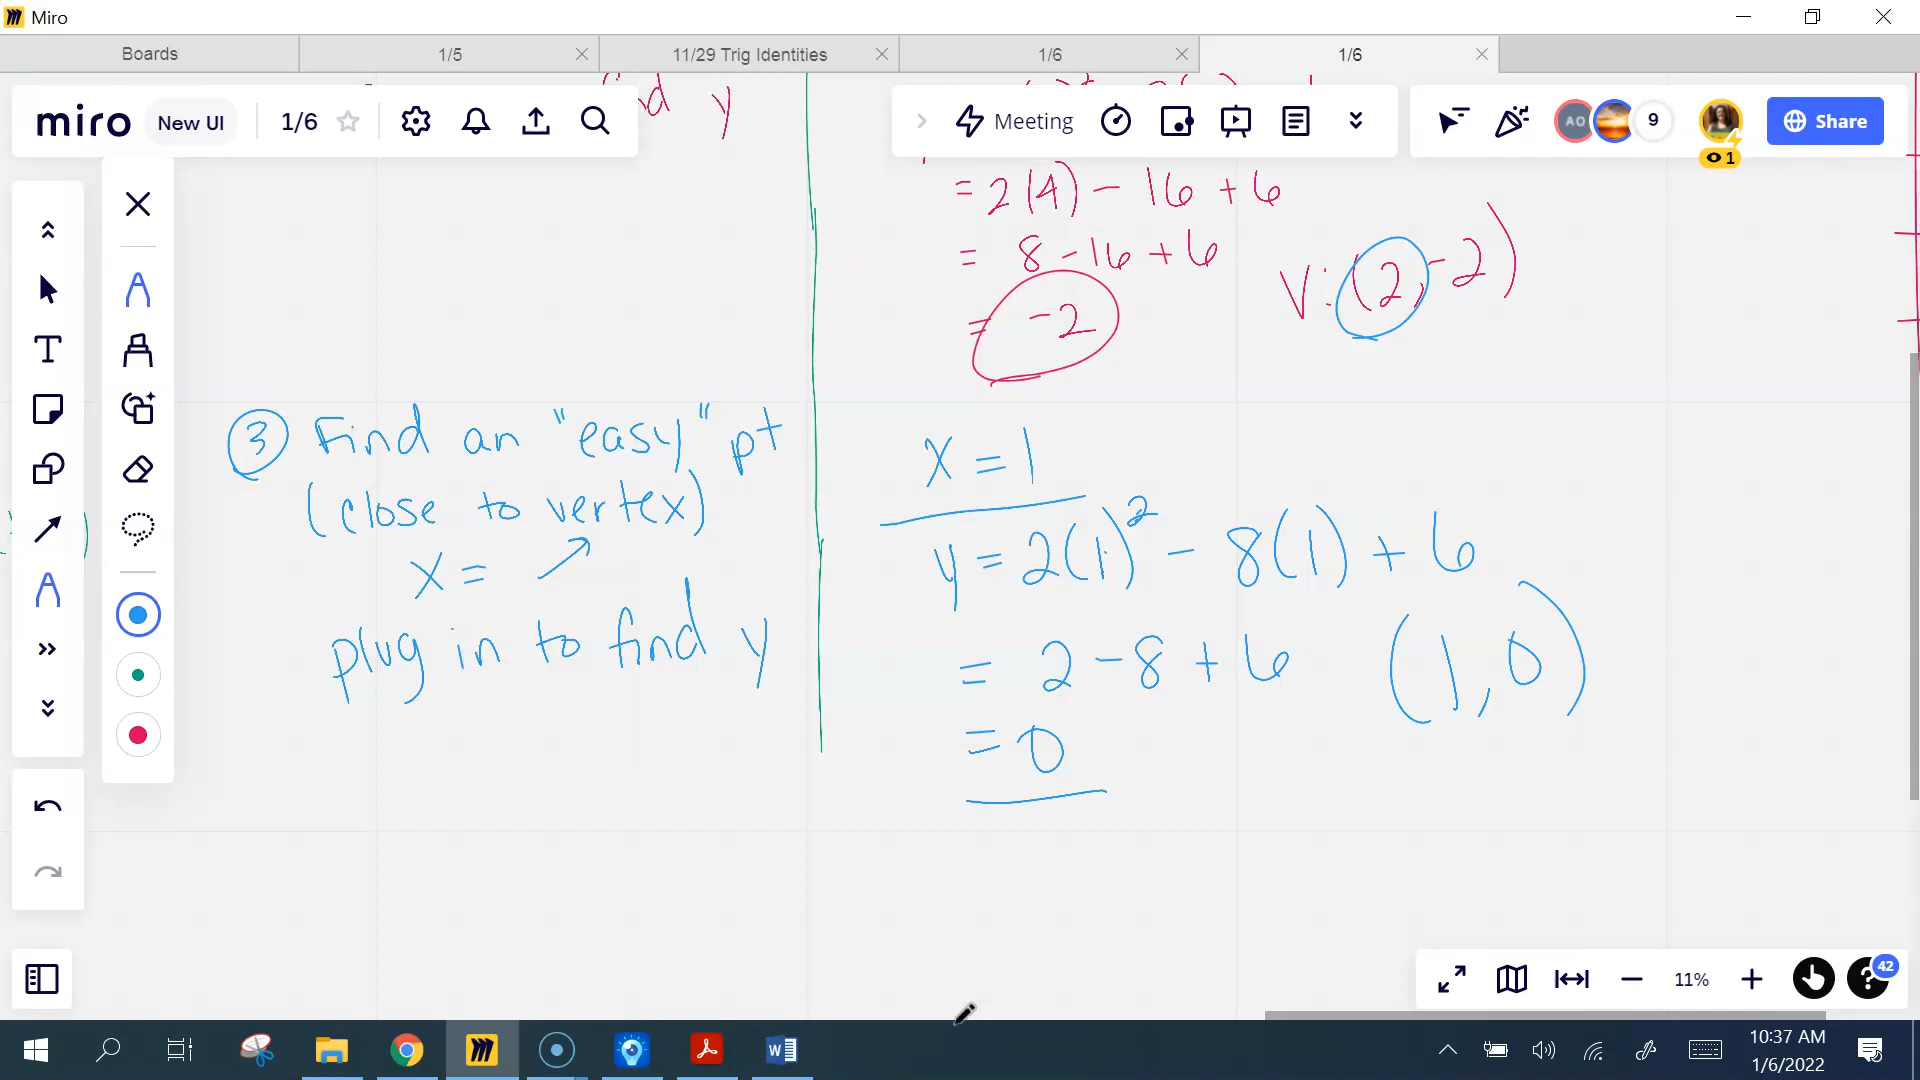 Miro
Boards 1/5 11/29 Trig Identities 1/6 1/6
find y
miro New UI 1/6
Meeting
AO 9
Share
1
= 2(4) - 16 + 6
= 8 - 16 + 6
V: (2, -2)
= -2
③ Find an "easy" pt
(close to vertex)
x =
plug in to find y
x = 1
y = 2(1)² - 8(1) + 6
= 2 - 8 + 6 (1, 0)
= 0
11%
42
10:37 AM
1/6/2022